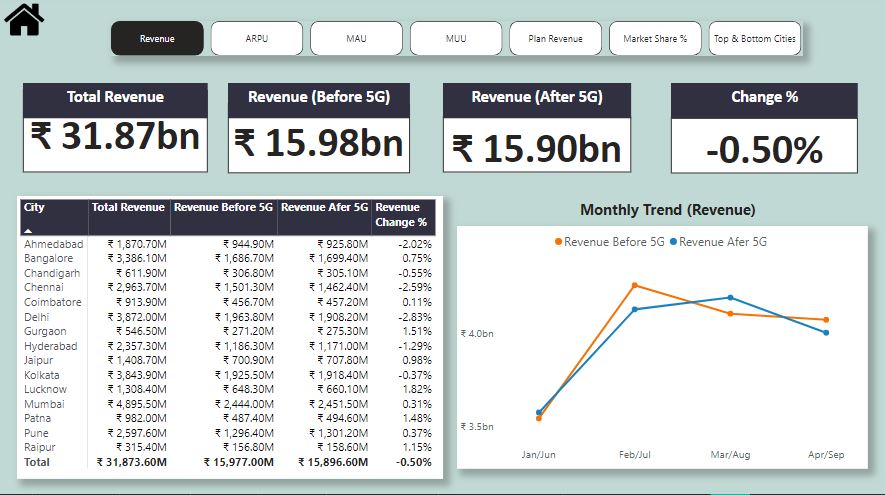 Revenue
ARPU
MAU
MUU
Plan Revenue
Market Share %
Top & Bottom Cities
Total Revenue
₹ 31.87bn
Revenue (Before 5G)
₹ 15.98bn
Revenue (After 5G)
₹ 15.90bn
Change %
-0.50%
City Total Revenue Revenue Before 5G Revenue Afer 5G Revenue
Change %
Ahmedabad ₹ 1,870.70M ₹ 944.90M ₹ 925.80M -2.02%
Bangalore ₹ 3,386.10M ₹ 1,686.70M ₹ 1,699.40M 0.75%
Chandigarh ₹ 611.90M ₹ 306.80M ₹ 305.10M -0.55%
Chennai ₹ 2,963.70M ₹ 1,501.30M ₹ 1,462.40M -2.59%
Coimbatore ₹ 913.90M ₹ 456.70M ₹ 457.20M 0.11%
Delhi ₹ 3,872.00M ₹ 1,963.80M ₹ 1,908.20M -2.83%
Gurgaon ₹ 546.50M ₹ 271.20M ₹ 275.30M 1.51%
Hyderabad ₹ 2,357.30M ₹ 1,186.30M ₹ 1,171.00M -1.29%
Jaipur ₹ 1,408.70M ₹ 700.90M ₹ 707.80M 0.98%
Kolkata ₹ 3,843.90M ₹ 1,925.50M ₹ 1,918.40M -0.37%
Lucknow ₹ 1,308.40M ₹ 648.30M ₹ 660.10M 1.82%
Mumbai ₹ 4,895.50M ₹ 2,444.00M ₹ 2,451.50M 0.31%
Patna ₹ 982.00M ₹ 487.40M ₹ 494.60M 1.48%
Pune ₹ 2,597.60M ₹ 1,296.40M ₹ 1,301.20M 0.37%
Raipur ₹ 315.40M ₹ 156.80M ₹ 158.60M 1.15%
Total ₹ 31,873.60M ₹ 15,977.00M ₹ 15,896.60M -0.50%
Monthly Trend (Revenue)
Revenue Before 5G Revenue Afer 5G
₹ 4.0bn
₹ 3.5bn
Jan/Jun Feb/Jul Mar/Aug Apr/Sep